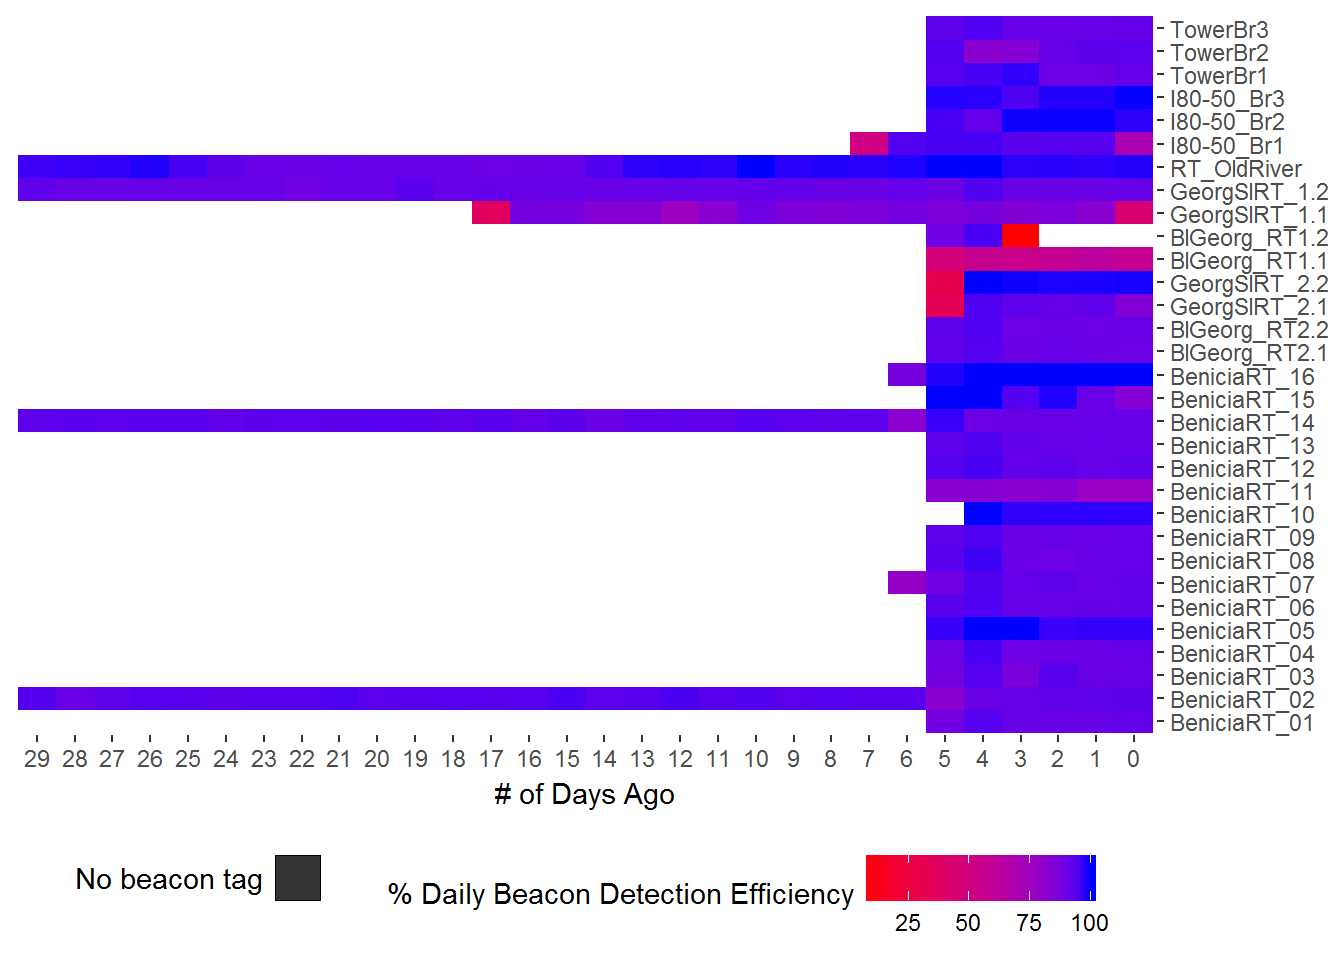 TowerBr3
TowerBr2
TowerBr1
I80-50_Br3
I80-50_Br2
I80-50_Br1
RT_OldRiver
GeorgSlRT_1.2
GeorgSlRT_1.1
BlGeorg_RT1.2
BlGeorg_RT1.1
GeorgSlRT_2.2
GeorgSlRT_2.1
BlGeorg_RT2.2
BlGeorg_RT2.1
BeniciaRT_16
BeniciaRT_15
BeniciaRT_14
BeniciaRT_13
BeniciaRT_12
BeniciaRT_11
BeniciaRT_10
BeniciaRT_09
BeniciaRT_08
BeniciaRT_07
BeniciaRT_06
BeniciaRT_05
BeniciaRT_04
BeniciaRT_03
BeniciaRT_02
BeniciaRT_01
29 28 27 26 25 24 23 22 21 20 19 18 17 16 15 14 13 12 11 10 9 8 7 6 5 4 3 2 1 0
# of Days Ago
No beacon tag
% Daily Beacon Detection Efficiency
25 50 75 100